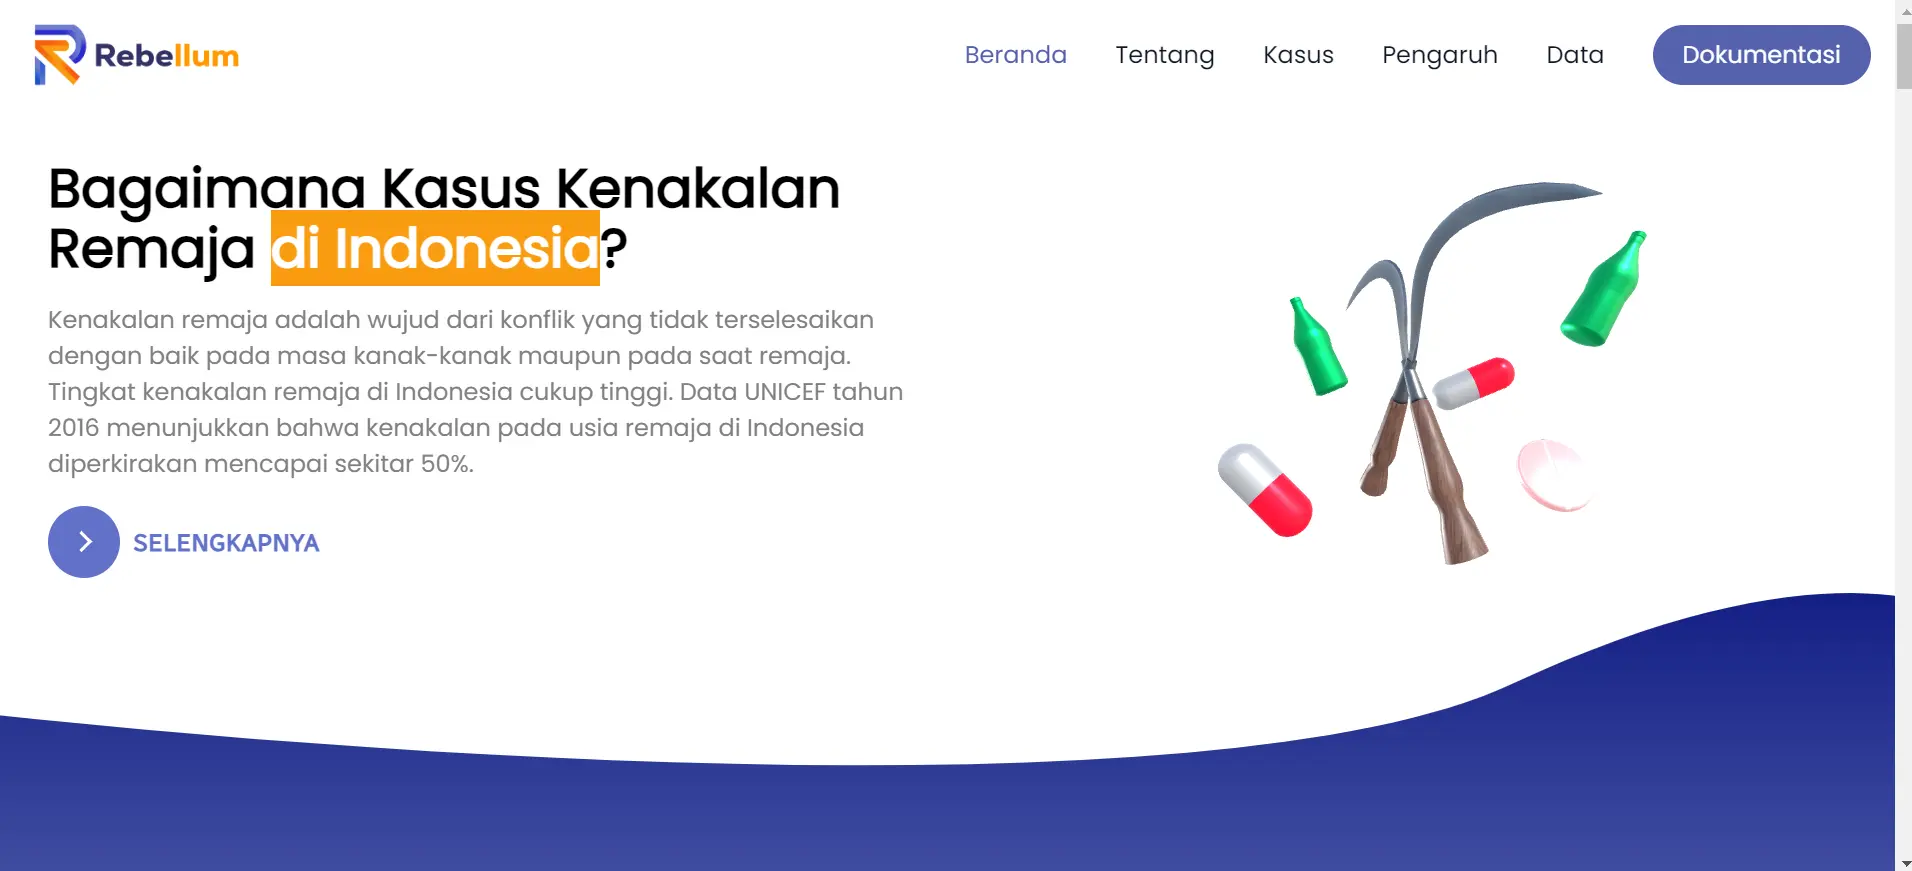 Rebellum
Beranda
Tentang
Kasus
Pengaruh
Data
Dokumentasi
Bagaimana Kasus Kenakalan
Remaja di Indonesia?
Kenakalan remaja adalah wujud dari konflik yang tidak terselesaikan
dengan baik pada masa kanak-kanak maupun pada saat remaja.
Tingkat kenakalan remaja di Indonesia cukup tinggi. Data UNICEF tahun
2016 menunjukkan bahwa kenakalan pada usia remaja di Indonesia
diperkirakan mencapai sekitar 50%.
SELENGKAPNYA